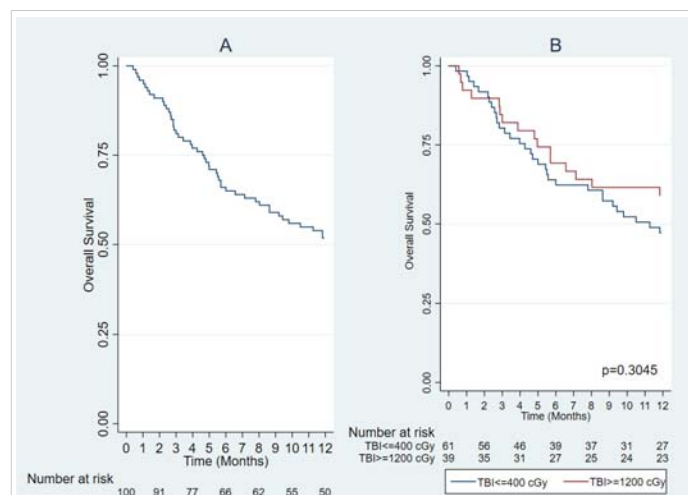 A
1.00
0.75
0.50
0.25
0.00
Overall Survival
0 1 2 3 4 5 6 7 8 9 10 11 12
Time (Months)
Number at risk
100 91 77 66 62 55 50
B
1.00
0.75
0.50
0.25
0.00
Overall Survival
p=0.3045
0 1 2 3 4 5 6 7 8 9 10 11 12
Time (Months)
Number at risk
TBI<=400 cGy 61 56 46 39 37 31 27
TBI>=1200 cGy 39 35 31 27 25 24 23
TBI<=400 cGy TBI>=1200 cGy